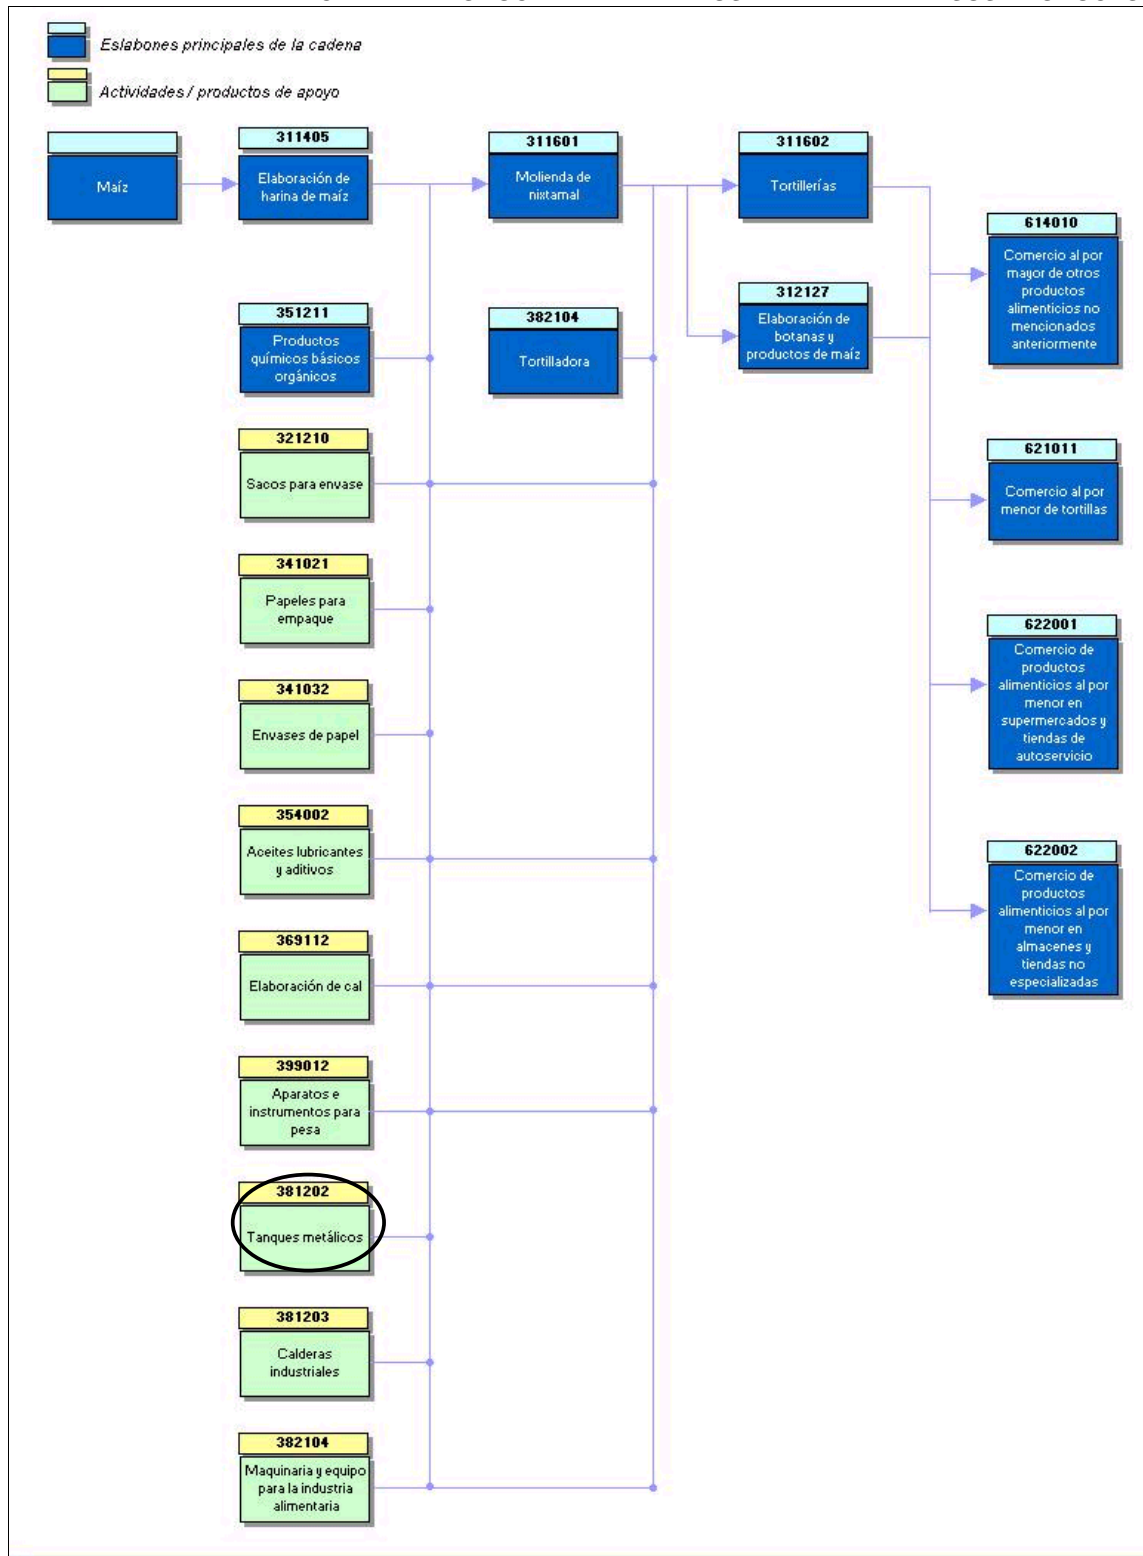 Eslabones principales de la cadena
Actividades / productos de apoyo
Maíz
311405
Elaboración de
harina de maíz
311601
Molienda de
nixtamal
311602
Tortillerías
614010
Comercio al por
mayor de otros
productos
alimenticios no
mencionados
anteriormente
351211
Productos
químicos básicos
orgánicos
382104
Tortilladora
312127
Elaboración de
botanas y
productos de maíz
321210
Sacos para envase
621011
Comercio al por
menor de tortillas
341021
Papeles para
empaque
622001
Comercio de
productos
alimenticios al por
menor en
supermercados y
tiendas de
autoservicio
341032
Envases de papel
354002
Aceites lubricantes
y aditivos
622002
Comercio de
productos
alimenticios al por
menor en
almacenes y
tiendas no
especializadas
369112
Elaboración de cal
399012
Aparatos e
instrumentos para
pesa
381202
Tanques metálicos
381203
Calderas
industriales
382104
Maquinaria y equipo
para la industria
alimentaria